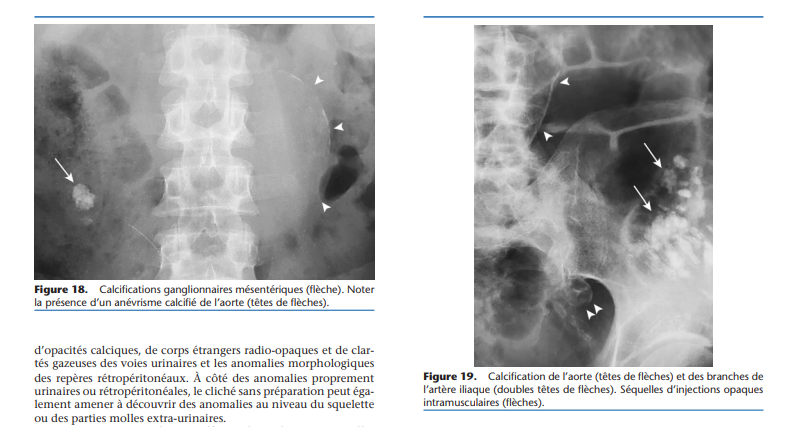 Figure 18. Calcifications ganglionnaires mésentériques (flèche). Noter
la présence d'un anévrisme calcifié de l'aorte (têtes de flèches).
d'opacités calciques, de corps étrangers radio-opaques et de clar-
tés gazeuses des voies urinaires et les anomalies morphologiques
des repères rétropéritonéaux. À côté des anomalies proprement
urinaires ou rétropéritonéales, le cliché sans préparation peut éga-
lement amener à découvrir des anomalies au niveau du squelette
ou des parties molles extra-urinaires.
Figure 19. Calcification de l'aorte (têtes de flèches) et des branches de
l'artère iliaque (doubles têtes de flèches). Séquelles d'injections opaques
intramusculaires (flèches).